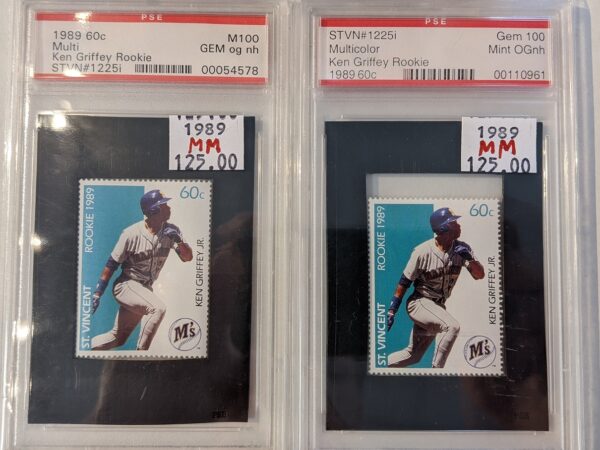 PSE
1989 60c
M100
Multi
GEM og nh
Ken Griffey Rookie
STVN#1225i
00054578
1989
MM
125.00
60c
ROOKIE 1989
ST. VINCENT
KEN GRIFFEY JR.
M's
PSE
PSE
STVN#1225i
Gem 100
Multicolor
Mint OGnh
Ken Griffey Rookie
1989 60c
00110961
1989
MM
125.00
60c
ROOKIE 1989
ST. VINCENT
KEN GRIFFEY JR.
M's
PSE